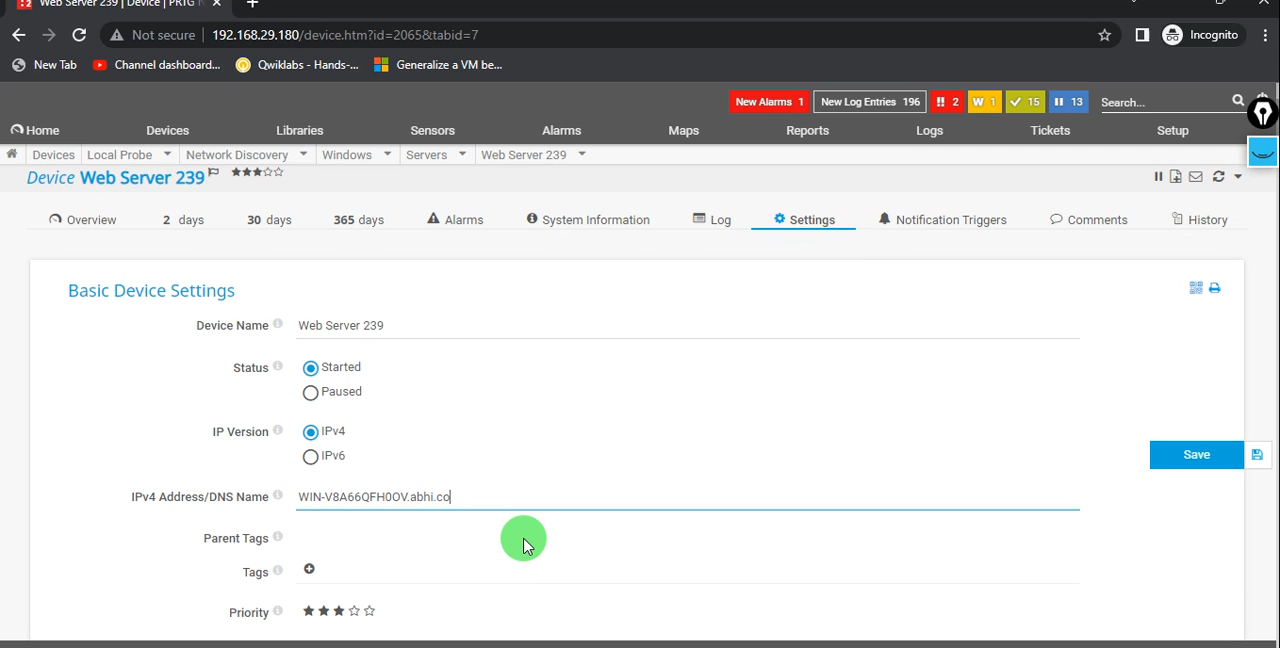 Web Server 239 | Device | PRTG
Not secure 192.168.29.180/device.htm?id=2065&tabid=7 Incognito
New Tab Channel dashboard... Qwiklabs - Hands-... Generalize a VM be...
New Alarms 1 New Log Entries 196 !! 2 W 1 15 13 Search...
Home Devices Libraries Sensors Alarms Maps Reports Logs Tickets Setup
Devices Local Probe Network Discovery Windows Servers Web Server 239
Device Web Server 239
Overview 2 days 30 days 365 days Alarms System Information Log Settings Notification Triggers Comments History
Basic Device Settings
Device Name Web Server 239
Status Started
Paused
IP Version IPv4
IPv6
Save
IPv4 Address/DNS Name WIN-V8A66QFH0OV.abhi.co
Parent Tags
Tags
Priority